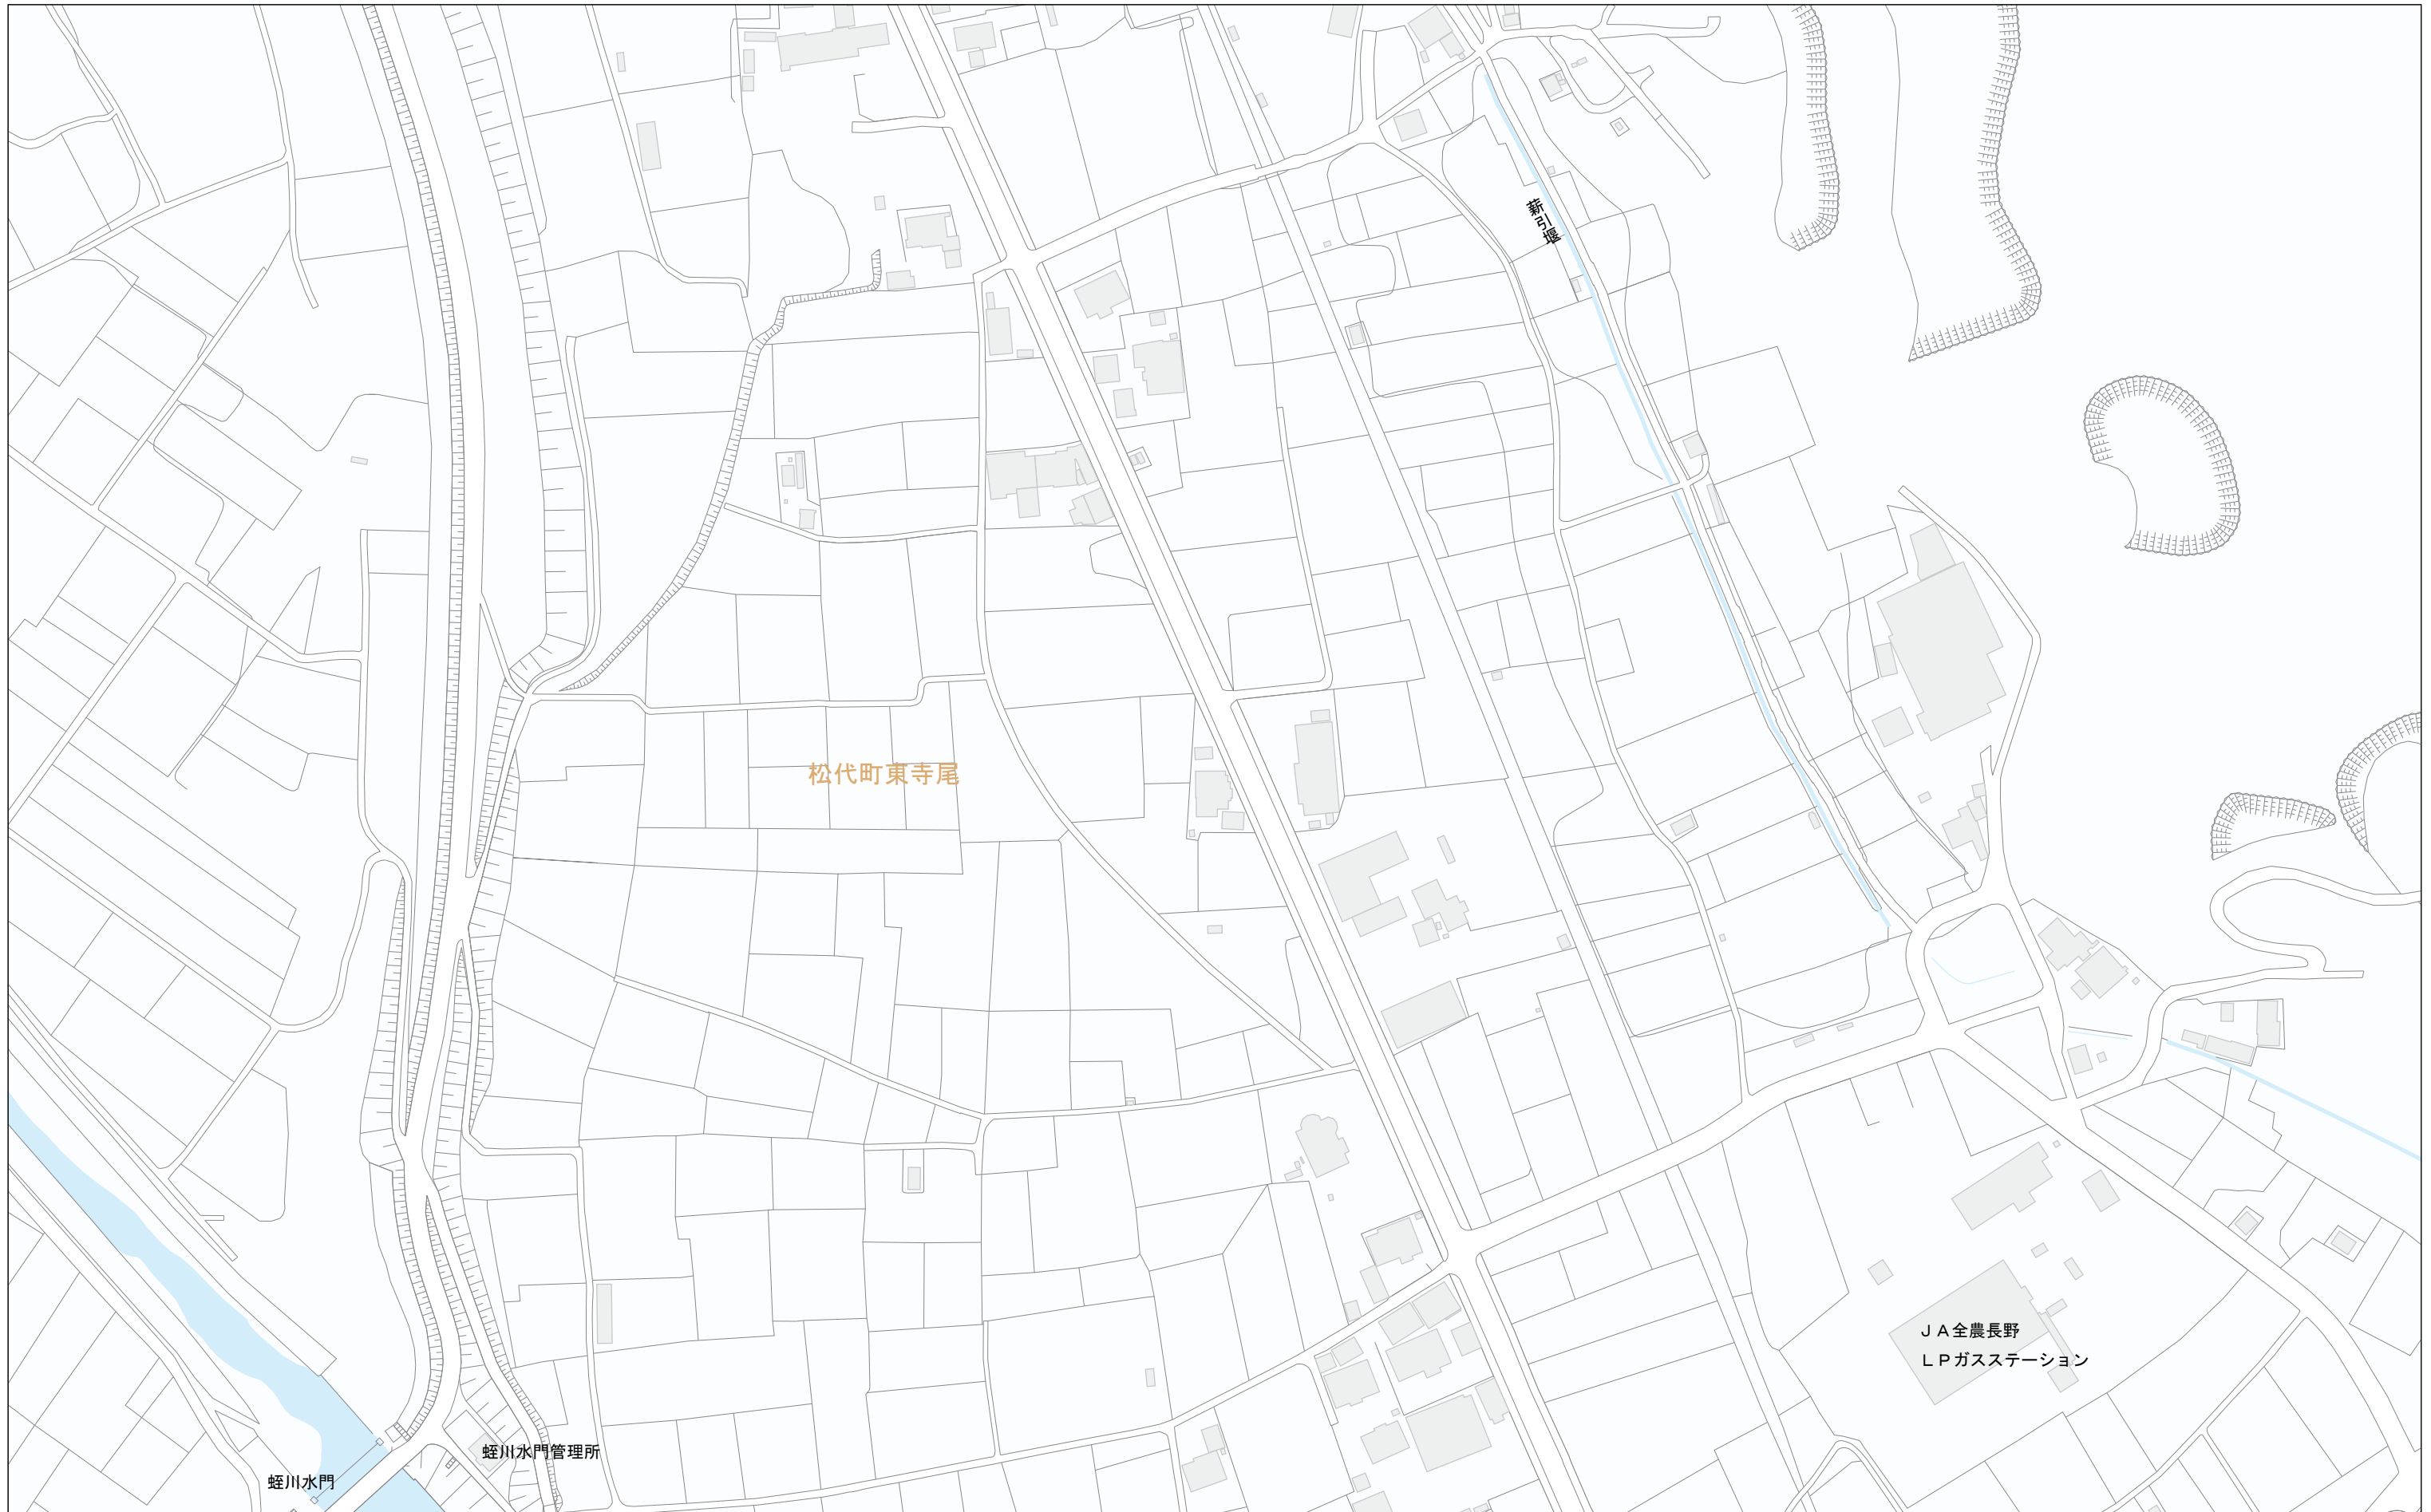 薪引堰
松代町東寺尾
ＪＡ全農長野
ＬＰガスステーション
蛭川水門管理所
蛭川水門